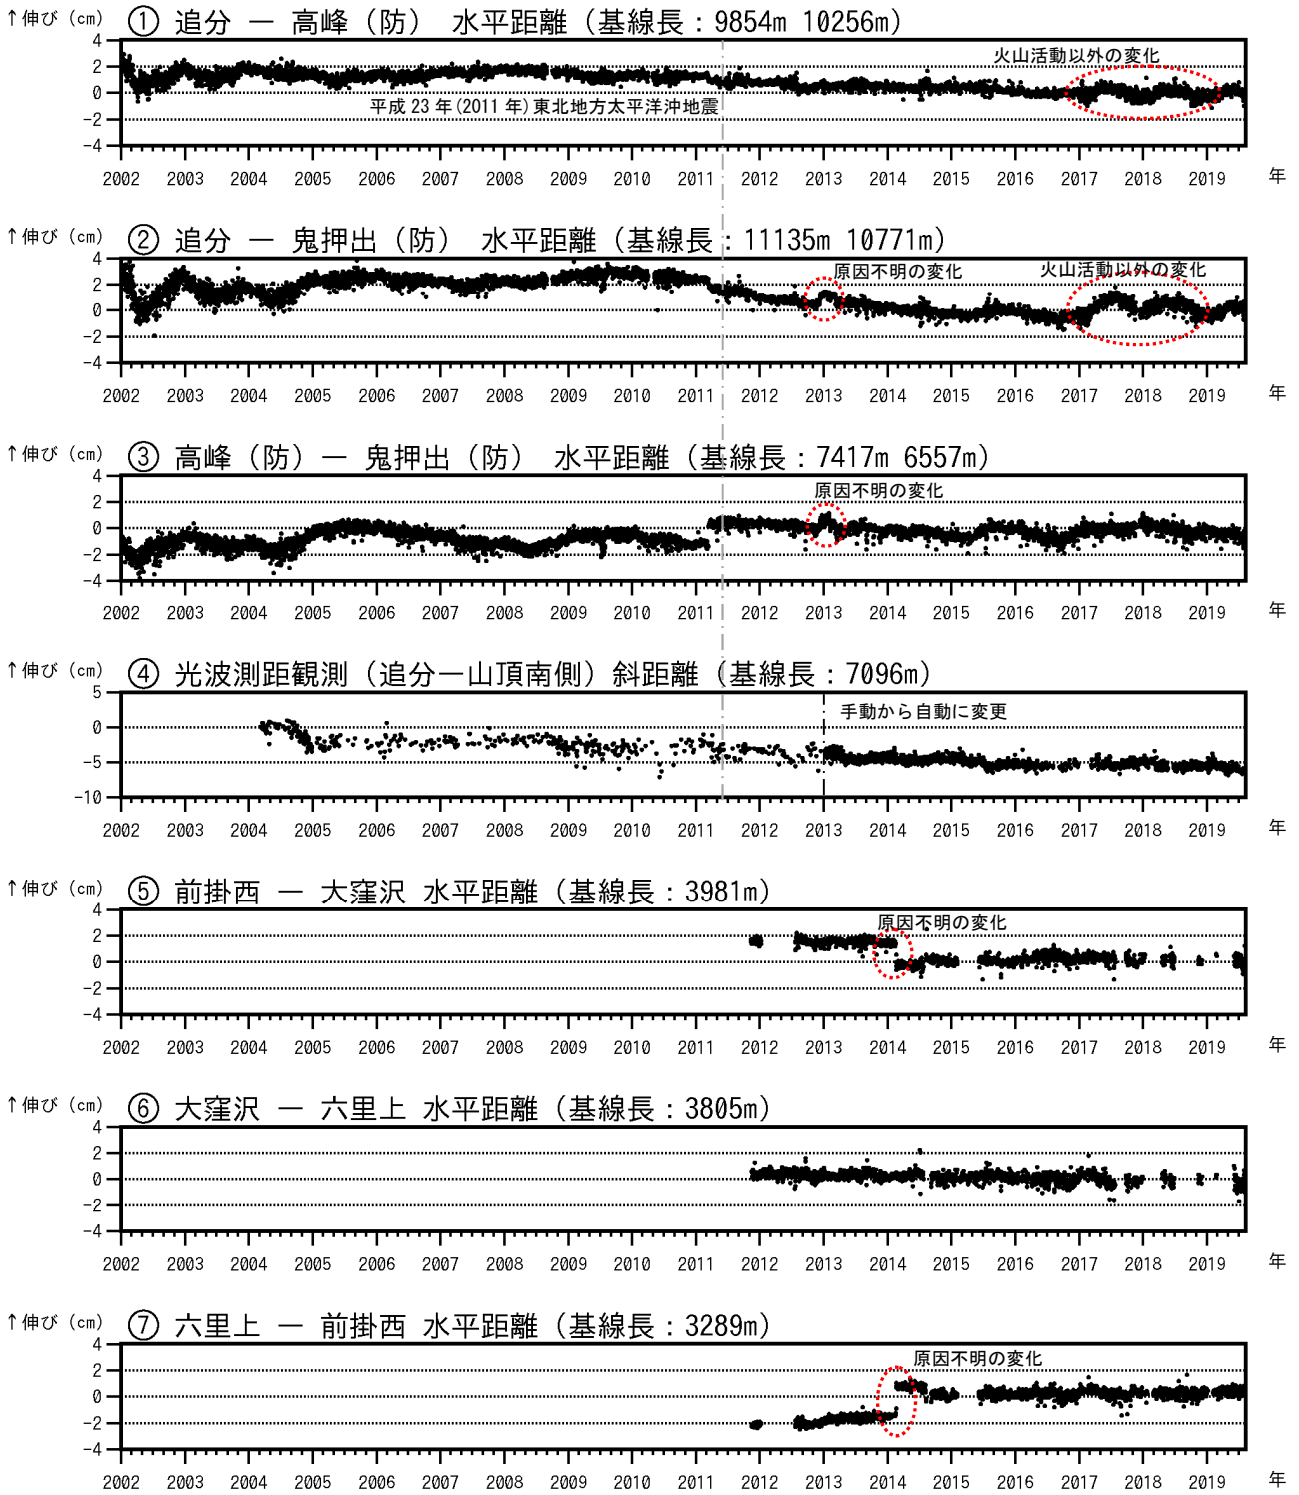 ↑伸び（cm） ① 追分 － 高峰（防） 水平距離（基線長：9854m 10256m）
4
火山活動以外の変化
2
0
平成 23 年(2011 年)東北地方太平洋沖地震
-2
-4
2002 2003 2004 2005 2006 2007 2008 2009 2010 2011 2012 2013 2014 2015 2016 2017 2018 2019 年
↑伸び（cm） ② 追分 － 鬼押出（防） 水平距離（基線長：11135m 10771m）
4
原因不明の変化 火山活動以外の変化
2
0
-2
-4
2002 2003 2004 2005 2006 2007 2008 2009 2010 2011 2012 2013 2014 2015 2016 2017 2018 2019 年
↑伸び（cm） ③ 高峰（防）－ 鬼押出（防） 水平距離（基線長：7417m 6557m）
4
原因不明の変化
2
0
-2
-4
2002 2003 2004 2005 2006 2007 2008 2009 2010 2011 2012 2013 2014 2015 2016 2017 2018 2019 年
↑伸び（cm） ④ 光波測距観測（追分－山頂南側）斜距離（基線長：7096m）
5
手動から自動に変更
0
-5
-10
2002 2003 2004 2005 2006 2007 2008 2009 2010 2011 2012 2013 2014 2015 2016 2017 2018 2019 年
↑伸び（cm） ⑤ 前掛西 － 大窪沢 水平距離（基線長：3981m）
4
原因不明の変化
2
0
-2
-4
2002 2003 2004 2005 2006 2007 2008 2009 2010 2011 2012 2013 2014 2015 2016 2017 2018 2019 年
↑伸び（cm） ⑥ 大窪沢 － 六里上 水平距離（基線長：3805m）
4
2
0
-2
-4
2002 2003 2004 2005 2006 2007 2008 2009 2010 2011 2012 2013 2014 2015 2016 2017 2018 2019 年
↑伸び（cm） ⑦ 六里上 － 前掛西 水平距離（基線長：3289m）
4
原因不明の変化
2
0
-2
-4
2002 2003 2004 2005 2006 2007 2008 2009 2010 2011 2012 2013 2014 2015 2016 2017 2018 2019 年